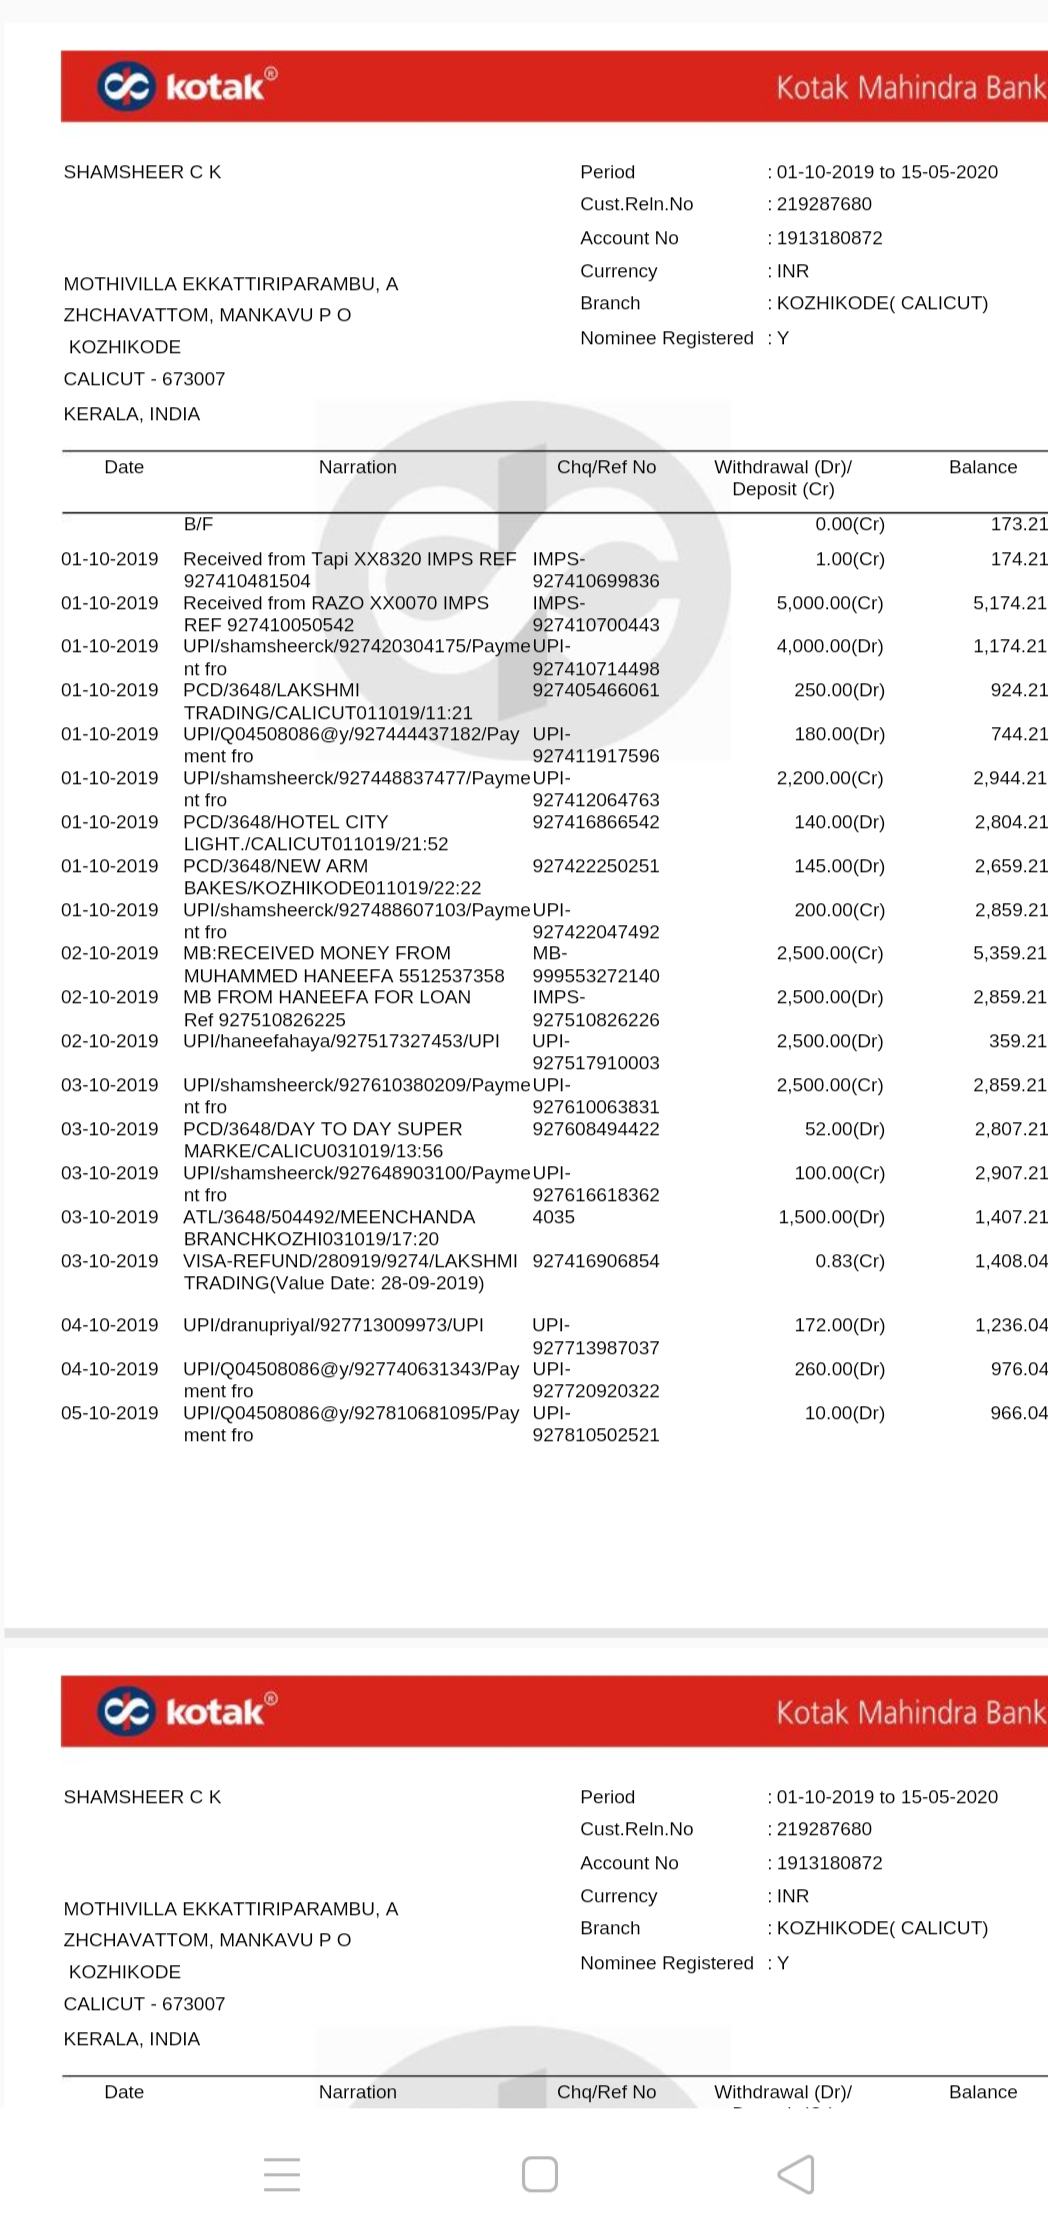 kotak®
Kotak Mahindra Bank
SHAMSHEER C K
Period : 01-10-2019 to 15-05-2020
Cust.Reln.No : 219287680
Account No : 1913180872
MOTHIVILLA EKKATTIRIPARAMBU, A
Currency : INR
ZHCHAVATTOM, MANKAVU P O
Branch : KOZHIKODE( CALICUT)
KOZHIKODE
Nominee Registered : Y
CALICUT - 673007
KERALA, INDIA
Date Narration Chq/Ref No Withdrawal (Dr)/ Balance
Deposit (Cr)
B/F 0.00(Cr) 173.21
01-10-2019 Received from Tapi XX8320 IMPS REF IMPS- 1.00(Cr) 174.21
927410481504 927410699836
01-10-2019 Received from RAZO XX0070 IMPS IMPS- 5,000.00(Cr) 5,174.21
REF 927410050542 927410700443
01-10-2019 UPI/shamsheerck/927420304175/Payme UPI- 4,000.00(Dr) 1,174.21
nt fro 927410714498
01-10-2019 PCD/3648/LAKSHMI 927405466061 250.00(Dr) 924.21
TRADING/CALICUT011019/11:21
01-10-2019 UPI/Q04508086@y/927444437182/Pay UPI- 180.00(Dr) 744.21
ment fro 927411917596
01-10-2019 UPI/shamsheerck/927448837477/Payme UPI- 2,200.00(Cr) 2,944.21
nt fro 927412064763
01-10-2019 PCD/3648/HOTEL CITY 927416866542 140.00(Dr) 2,804.21
LIGHT./CALICUT011019/21:52
01-10-2019 PCD/3648/NEW ARM 927422250251 145.00(Dr) 2,659.21
BAKES/KOZHIKODE011019/22:22
01-10-2019 UPI/shamsheerck/927488607103/Payme UPI- 200.00(Cr) 2,859.21
nt fro 927422047492
02-10-2019 MB:RECEIVED MONEY FROM MB- 2,500.00(Cr) 5,359.21
MUHAMMED HANEEFA 5512537358 999553272140
02-10-2019 MB FROM HANEEFA FOR LOAN IMPS- 2,500.00(Dr) 2,859.21
Ref 927510826225 927510826226
02-10-2019 UPI/haneefahaya/927517327453/UPI UPI- 2,500.00(Dr) 359.21
927517910003
03-10-2019 UPI/shamsheerck/927610380209/Payme UPI- 2,500.00(Cr) 2,859.21
nt fro 927610063831
03-10-2019 PCD/3648/DAY TO DAY SUPER 927608494422 52.00(Dr) 2,807.21
MARKE/CALICU031019/13:56
03-10-2019 UPI/shamsheerck/927648903100/Payme UPI- 100.00(Cr) 2,907.21
nt fro 927616618362
03-10-2019 ATL/3648/504492/MEENCHANDA 4035 1,500.00(Dr) 1,407.21
BRANCHKOZHI031019/17:20
03-10-2019 VISA-REFUND/280919/9274/LAKSHMI 927416906854 0.83(Cr) 1,408.04
TRADING(Value Date: 28-09-2019)
04-10-2019 UPI/dranupriyal/927713009973/UPI UPI- 172.00(Dr) 1,236.04
927713987037
04-10-2019 UPI/Q04508086@y/927740631343/Pay UPI- 260.00(Dr) 976.04
ment fro 927720920322
05-10-2019 UPI/Q04508086@y/927810681095/Pay UPI- 10.00(Dr) 966.04
ment fro 927810502521
kotak®
Kotak Mahindra Bank
SHAMSHEER C K
Period : 01-10-2019 to 15-05-2020
Cust.Reln.No : 219287680
Account No : 1913180872
MOTHIVILLA EKKATTIRIPARAMBU, A
Currency : INR
ZHCHAVATTOM, MANKAVU P O
Branch : KOZHIKODE( CALICUT)
KOZHIKODE
Nominee Registered : Y
CALICUT - 673007
KERALA, INDIA
Date Narration Chq/Ref No Withdrawal (Dr)/ Balance